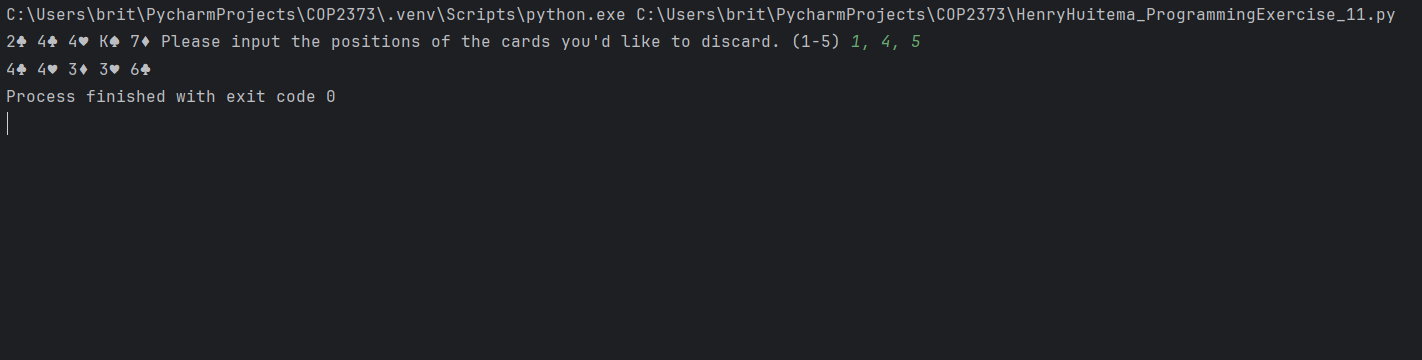 C:\Users\brit\PycharmProjects\COP2373\.venv\Scripts\python.exe C:\Users\brit\PycharmProjects\COP2373\HenryHuitema_ProgrammingExercise_11.py
2♣ 4♣ 4♥ K♠ 7♦ Please input the positions of the cards you'd like to discard. (1-5) 1, 4, 5
4♣ 4♥ 3♦ 3♥ 6♣
Process finished with exit code 0